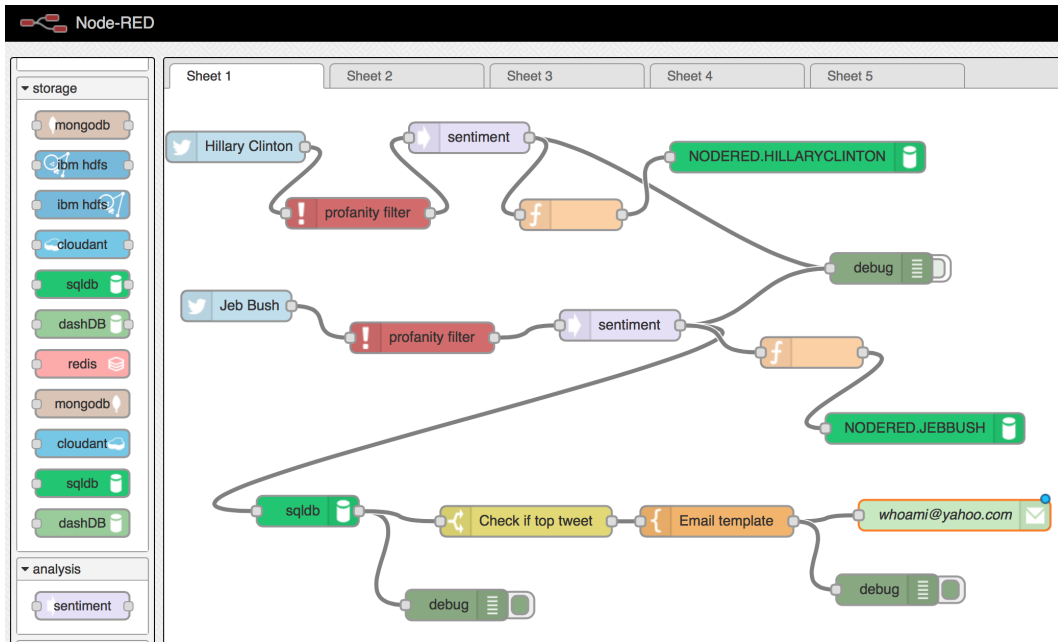 Node-RED
Sheet 1
Sheet 2
Sheet 3
Sheet 4
Sheet 5
storage
mongodb
ibm hdfs
ibm hdfs
cloudant
sqldb
dashDB
redis
mongodb
cloudant
sqldb
dashDB
analysis
sentiment
Hillary Clinton
sentiment
NODERED.HILLARYCLINTON
profanity filter
f
debug
Jeb Bush
profanity filter
sentiment
f
NODERED.JEBBUSH
sqldb
Check if top tweet
Email template
whoami@yahoo.com
debug
debug